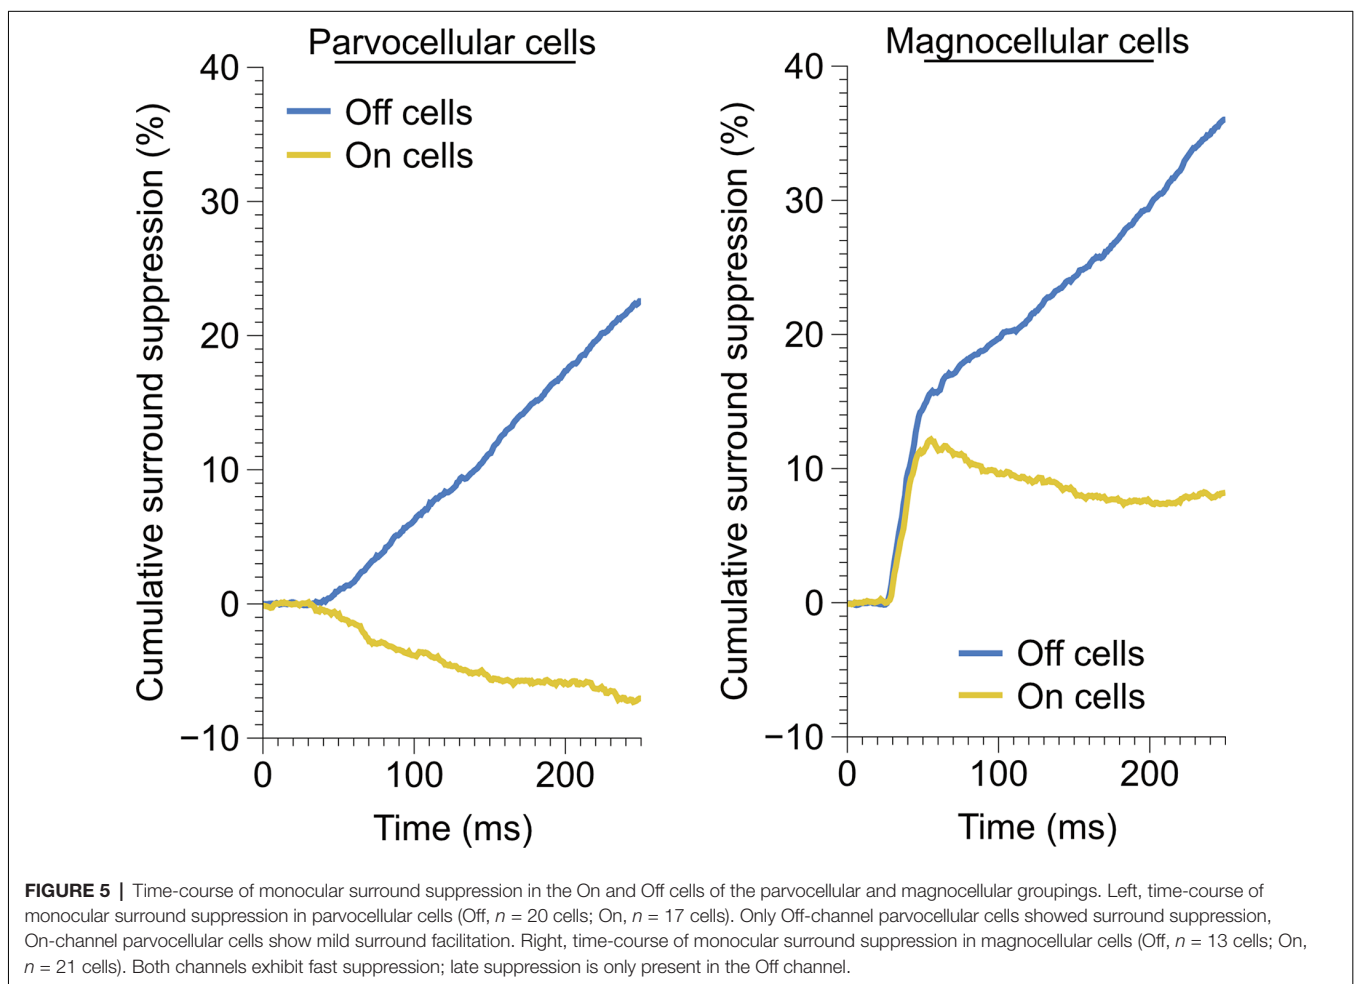 Parvocellular cells
Cumulative surround suppression (%)
40
30
20
10
0
−10
Off cells
On cells
0
100
200
Time (ms)
Magnocellular cells
Cumulative surround suppression (%)
40
30
20
10
0
−10
Off cells
On cells
0
100
200
Time (ms)
FIGURE 5 | Time-course of monocular surround suppression in the On and Off cells of the parvocellular and magnocellular groupings. Left, time-course of
monocular surround suppression in parvocellular cells (Off, n = 20 cells; On, n = 17 cells). Only Off-channel parvocellular cells showed surround suppression,
On-channel parvocellular cells show mild surround facilitation. Right, time-course of monocular surround suppression in magnocellular cells (Off, n = 13 cells; On,
n = 21 cells). Both channels exhibit fast suppression; late suppression is only present in the Off channel.